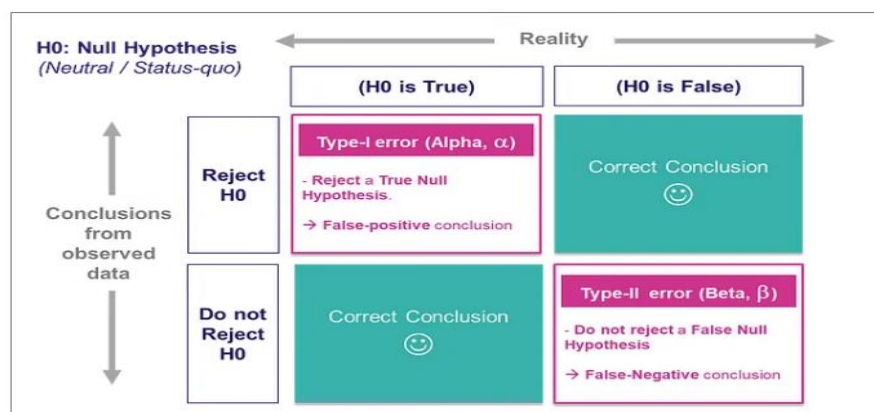 H0: Null Hypothesis
(Neutral / Status-quo)
Reality
(H0 is True)
(H0 is False)
Conclusions
from
observed
data
Reject
H0
Type-I error (Alpha, α)
- Reject a True Null
Hypothesis.
→ False-positive conclusion
Correct Conclusion
Do not
Reject
H0
Correct Conclusion
Type-II error (Beta, β)
- Do not reject a False Null
Hypothesis
→ False-Negative conclusion